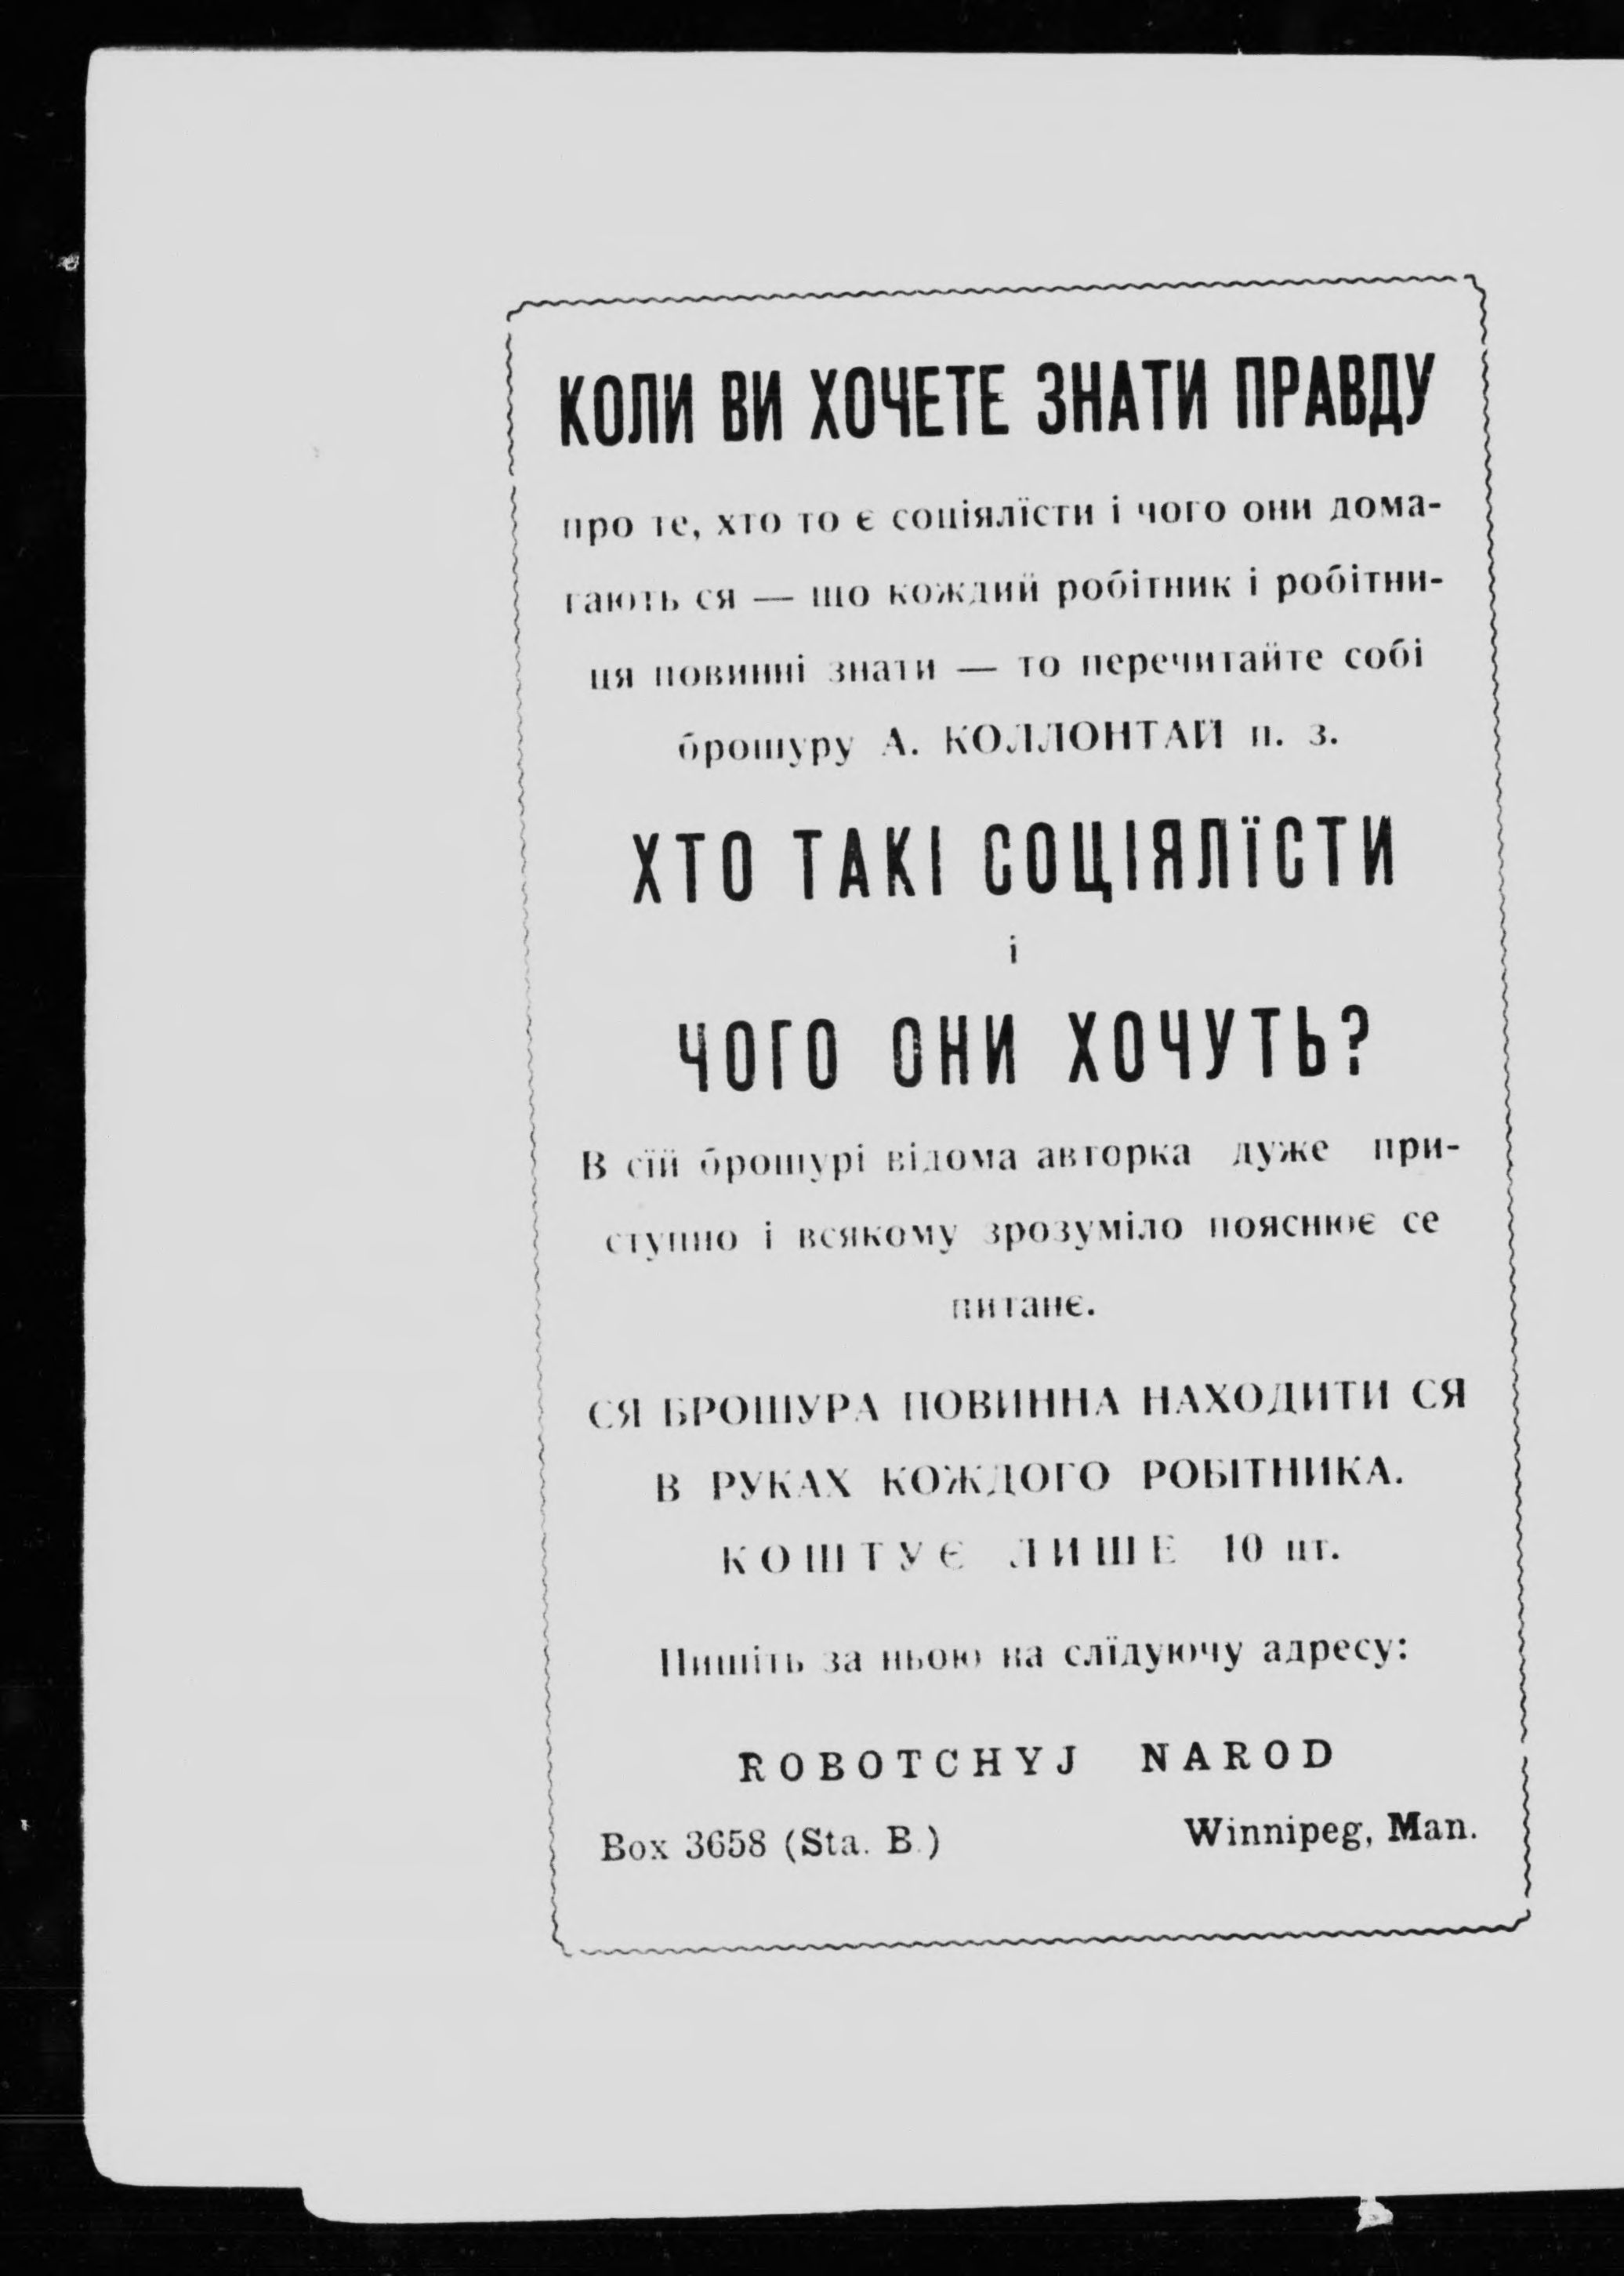 КОЛИ ВИ ХОЧЕТЕ ЗНАТИ ПРАВДУ
про те, хто то є соціялїсти і чого они дома-
гають ся — що кождий робітник і робітни-
ця повинні знати — то перечитайте собі
брошуру А. КОЛЛОНТАЙ п. з.
ХТО ТАКІ СОЦІЯЛЇСТИ
і
ЧОГО ОНИ ХОЧУТЬ?
В сїй брошурі відома авторка дуже при-
ступно і всякому зрозуміло пояснює се
питанє.
СЯ БРОШУРА ПОВИННА НАХОДИТИ СЯ
В РУКАХ КОЖДОГО РОБІТНИКА.
КОШТУЄ ЛИШЕ 10 цт.
Пишіть за ньою на слїдуючу адресу:
ROBOTCHYJ NAROD
Box 3658 (Sta. B.) Winnipeg, Man.